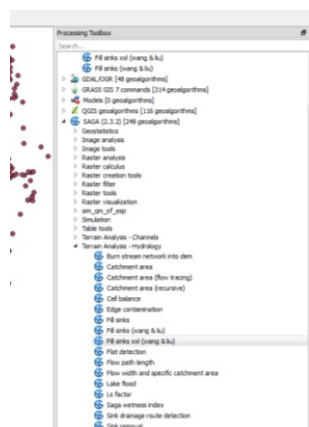 Processing Toolbox
Search...
Fill sinks xxl (wang & liu)
Fill sinks (wang & liu)
GDAL/OGR [48 geoalgorithms]
GRASS GIS 7 commands [314 geoalgorithms]
Models [0 geoalgorithms]
QGIS geoalgorithms [116 geoalgorithms]
SAGA (2.3.2) [248 geoalgorithms]
Geostatistics
Image analysis
Image tools
Raster analysis
Raster calculus
Raster creation tools
Raster filter
Raster tools
Raster visualization
sim_qm_of_esp
Simulation
Table tools
Terrain Analysis - Channels
Terrain Analysis - Hydrology
Burn stream network into dem
Catchment area
Catchment area (flow tracing)
Catchment area (recursive)
Cell balance
Edge contamination
Fill sinks
Fill sinks (wang & liu)
Fill sinks xxl (wang & liu)
Flat detection
Flow path length
Flow width and specific catchment area
Lake flood
Ls factor
Saga wetness index
Sink drainage route detection
Sink removal